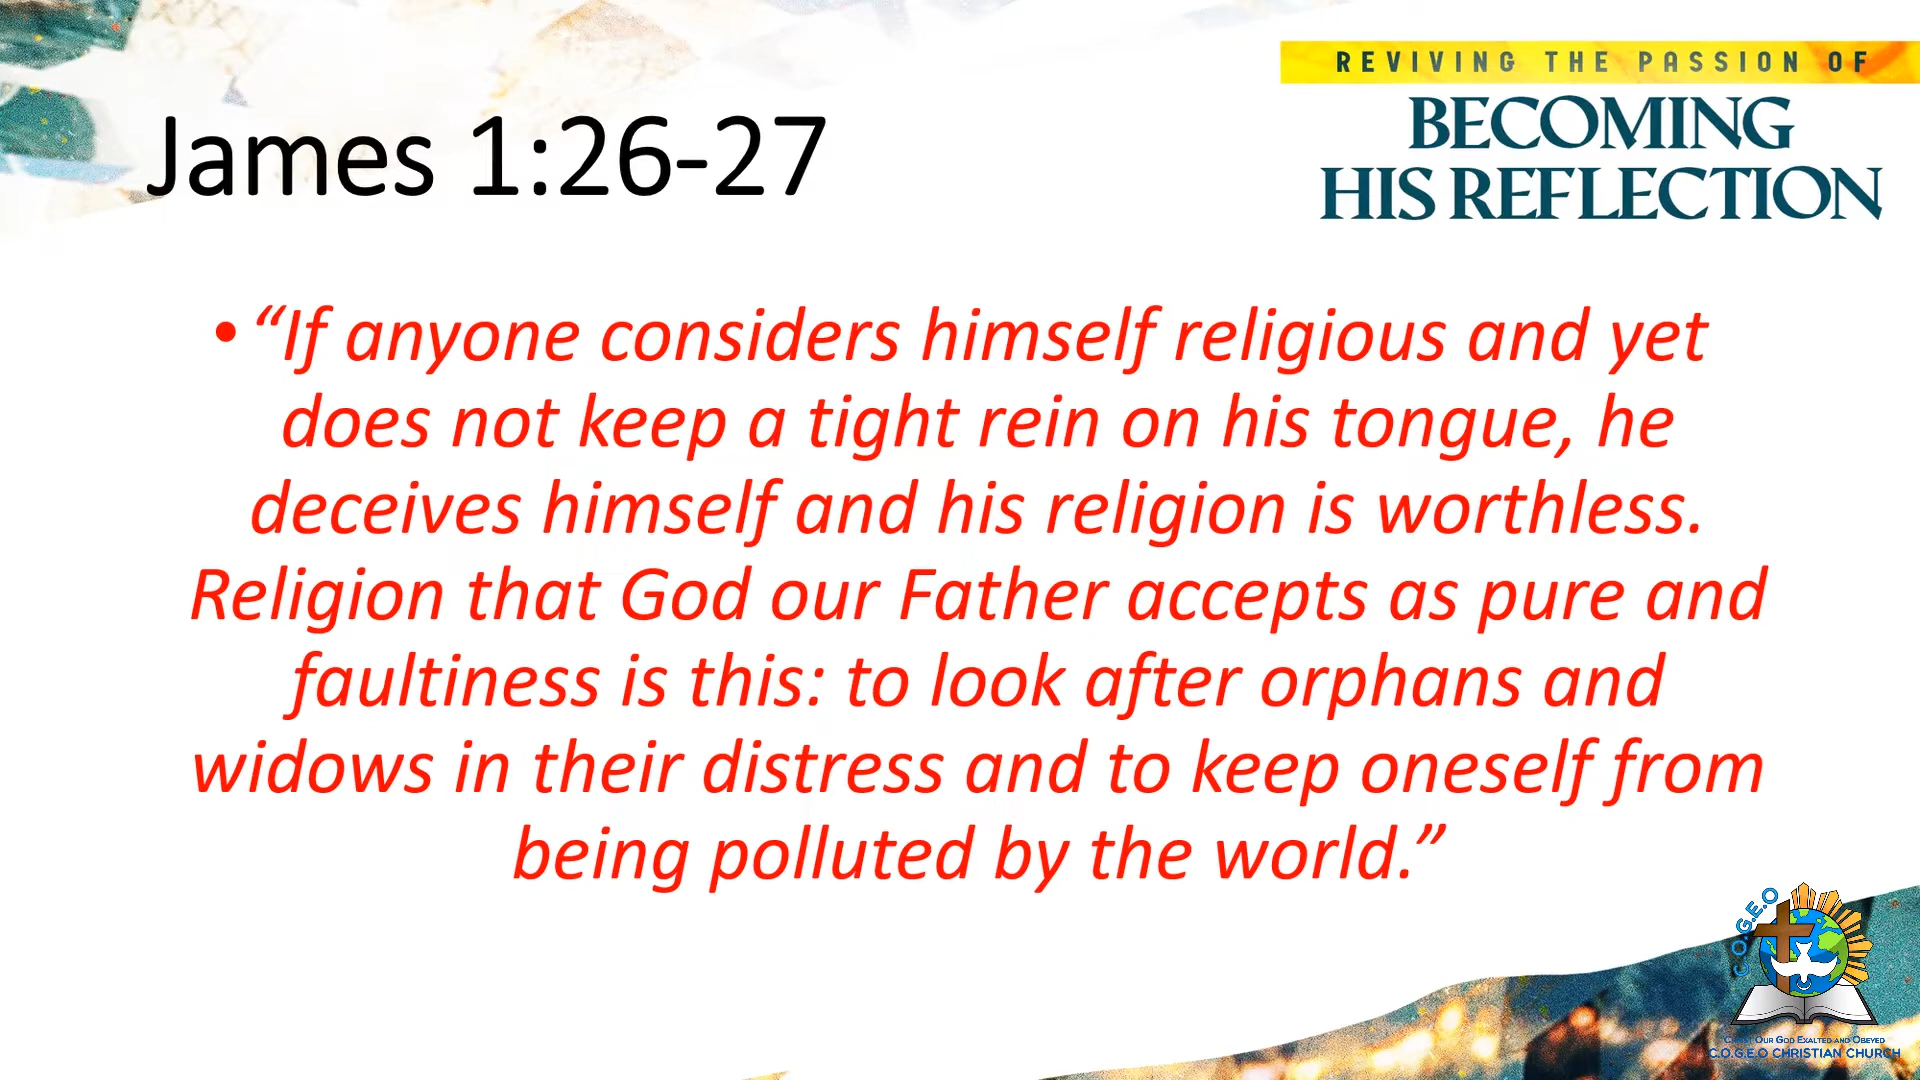 REVIVING THE PASSION OF
BECOMING
HIS REFLECTION
James 1:26-27
•“If anyone considers himself religious and yet
does not keep a tight rein on his tongue, he
deceives himself and his religion is worthless.
Religion that God our Father accepts as pure and
faultiness is this: to look after orphans and
widows in their distress and to keep oneself from
being polluted by the world.”
C.O.G.E.O
Christ Our God Exalted and Obeyed
C.O.G.E.O CHRISTIAN CHURCH